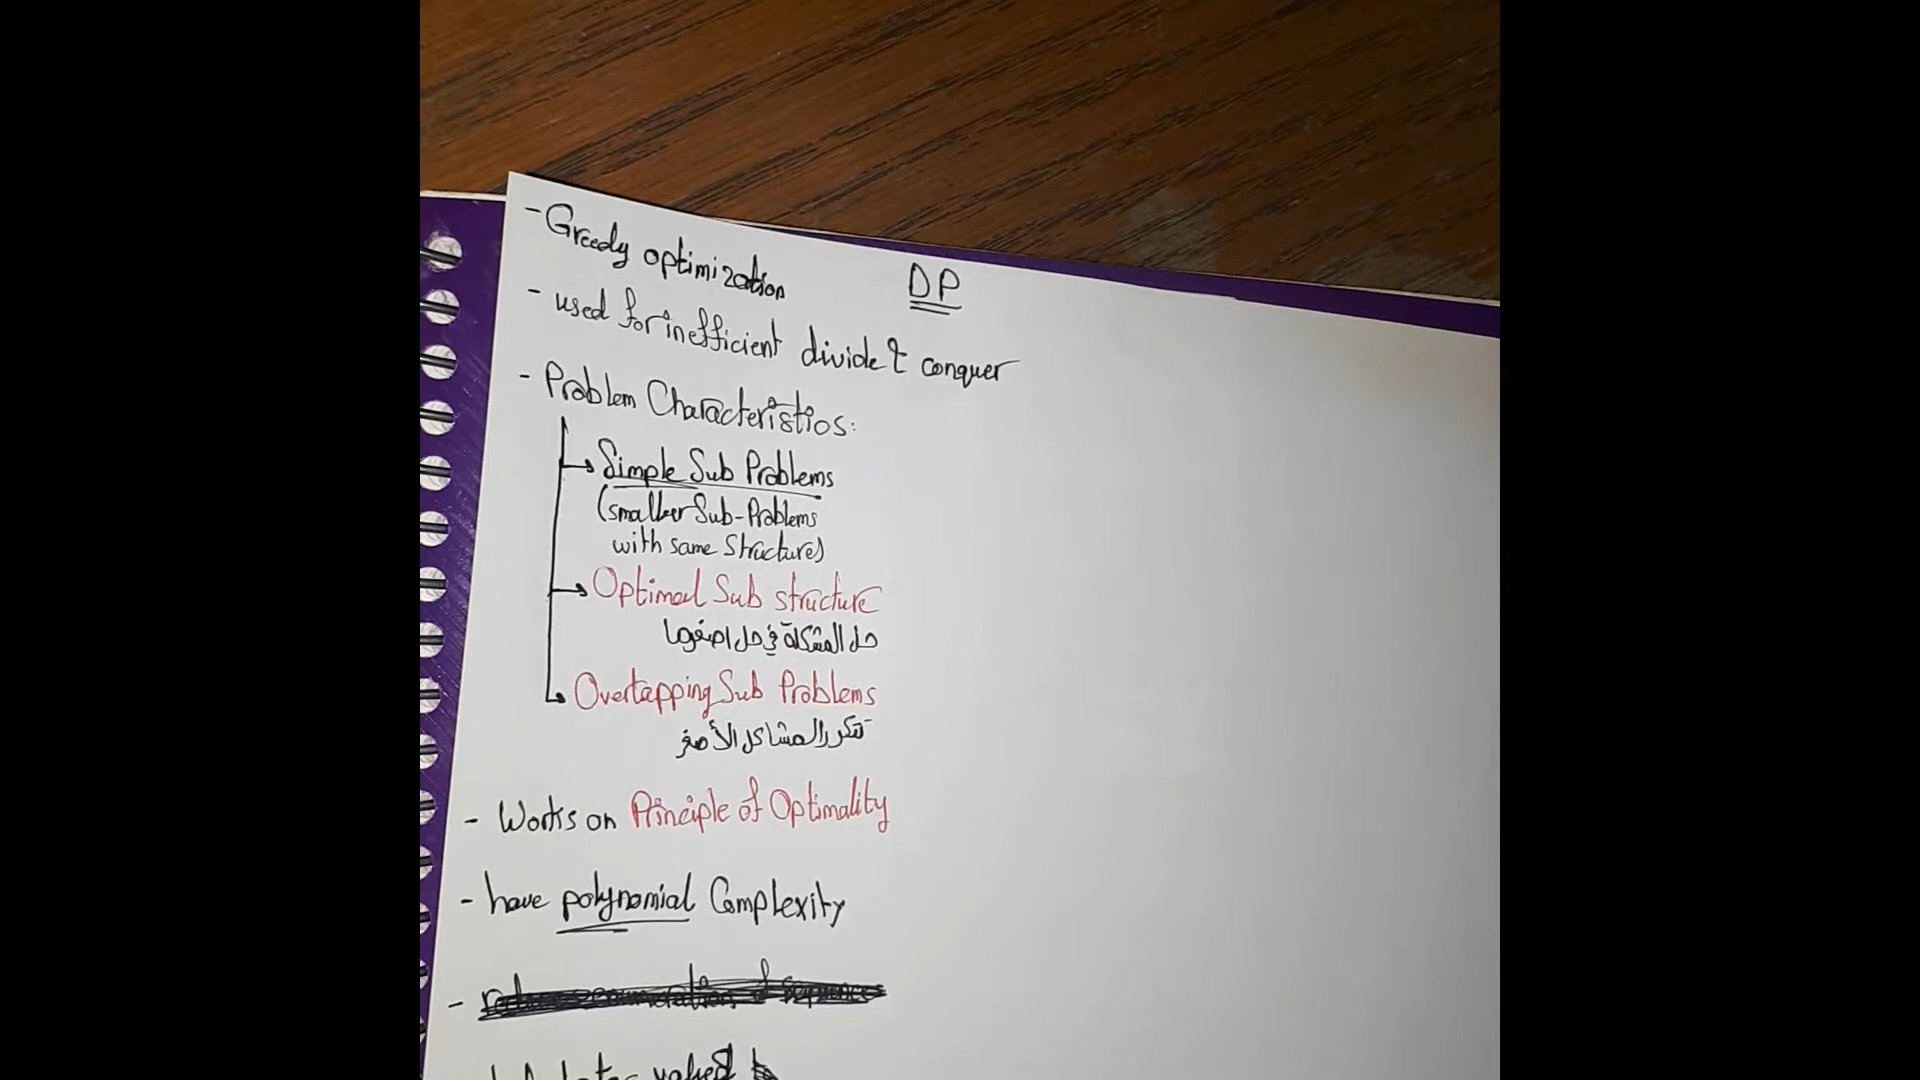 DP
- Greedy optimization
- used for inefficient divide & conquer
- Problem Characteristics:
Simple Sub Problems
(smaller Sub-Problems
with same Structure)
Optimal Sub structure
حل المشكلة في حل اصغرها
Overlapping Sub Problems
تتكرر المشاكل الأصغر
- Works on Principle of Optimality
- have polynomial Complexity